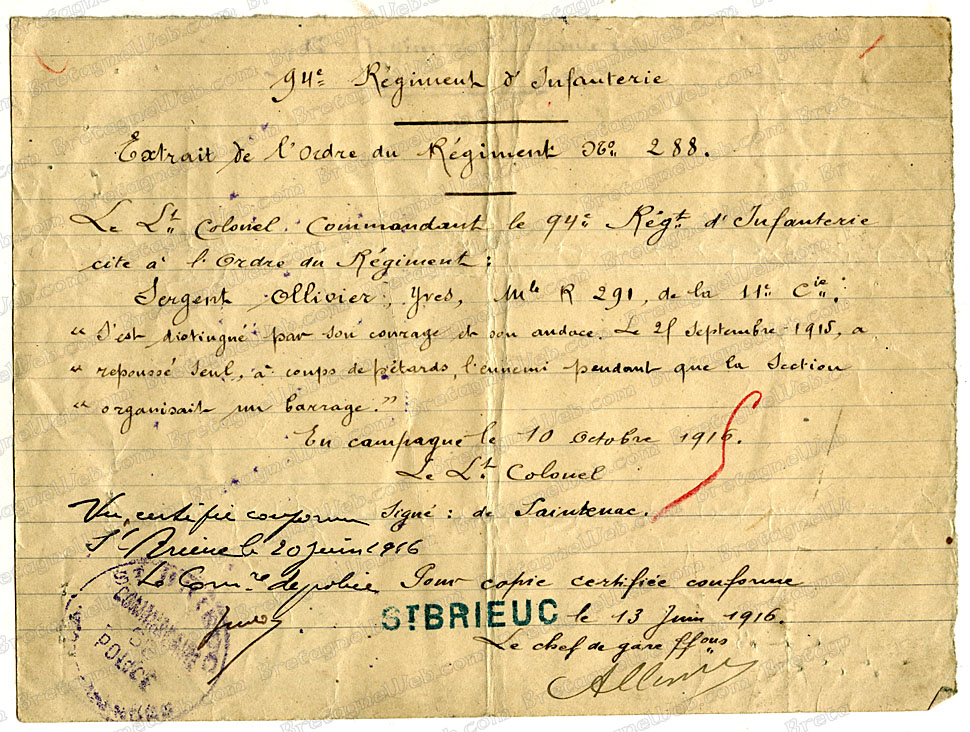 94e Régiment d'Infanterie
Extrait de l'Ordre du Régiment No 288.
Le Lt Colonel Commandant le 94e Régt d'Infanterie
cite à l'Ordre du Régiment :
Sergent Ollivier, Yves, Mle R 291, de la 11e Cie :
" S'est distingué par son courage et son audace. Le 25 septembre 1915, a
" repoussé seul, à coups de pétards, l'ennemi pendant que la Section
" organisait un barrage."
En campagne le 10 Octobre 1916.
Le Lt Colonel
Signé : de Saintenac.
Vu, certifié conforme
St Brieuc le 20 Juin 1916
Le Comre de police
Pour copie certifiée conforme
St BRIEUC le 13 Juin 1916.
Le chef de gare ffons
COMMISSARIAT
POLICE